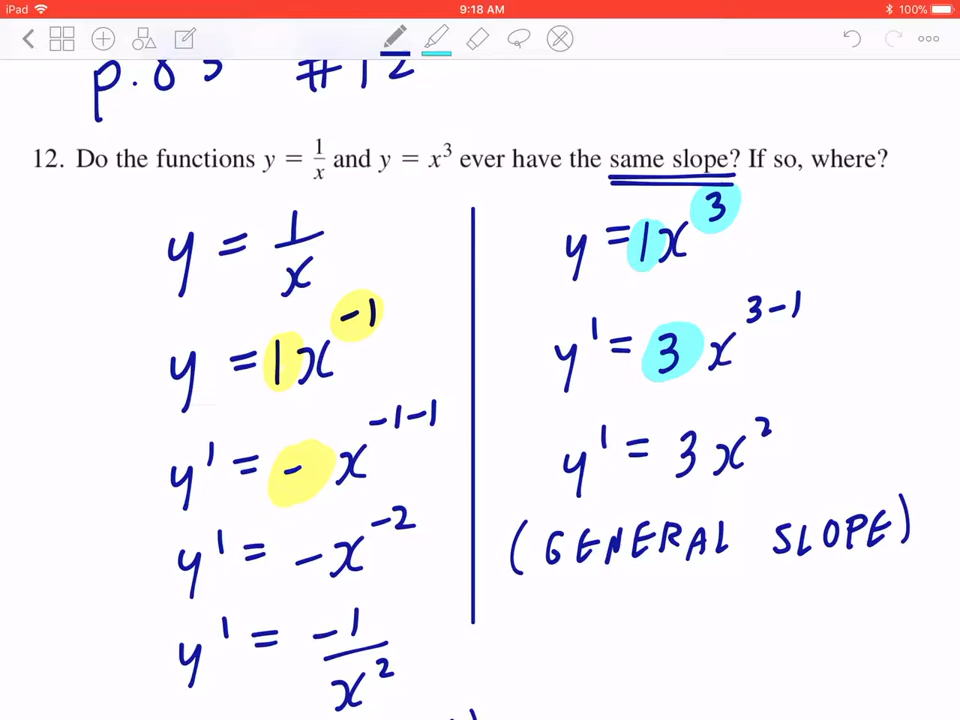 iPad 9:18 AM 100%
p. 85 #12
12. Do the functions y = 1/x and y = x³ ever have the same slope? If so, where?
y = 1/x
y = 1x⁻¹
y' = -x⁻¹⁻¹
y' = -x⁻²
y' = -1/x²
y = 1x³
y' = 3x³⁻¹
y' = 3x²
(GENERAL SLOPE)